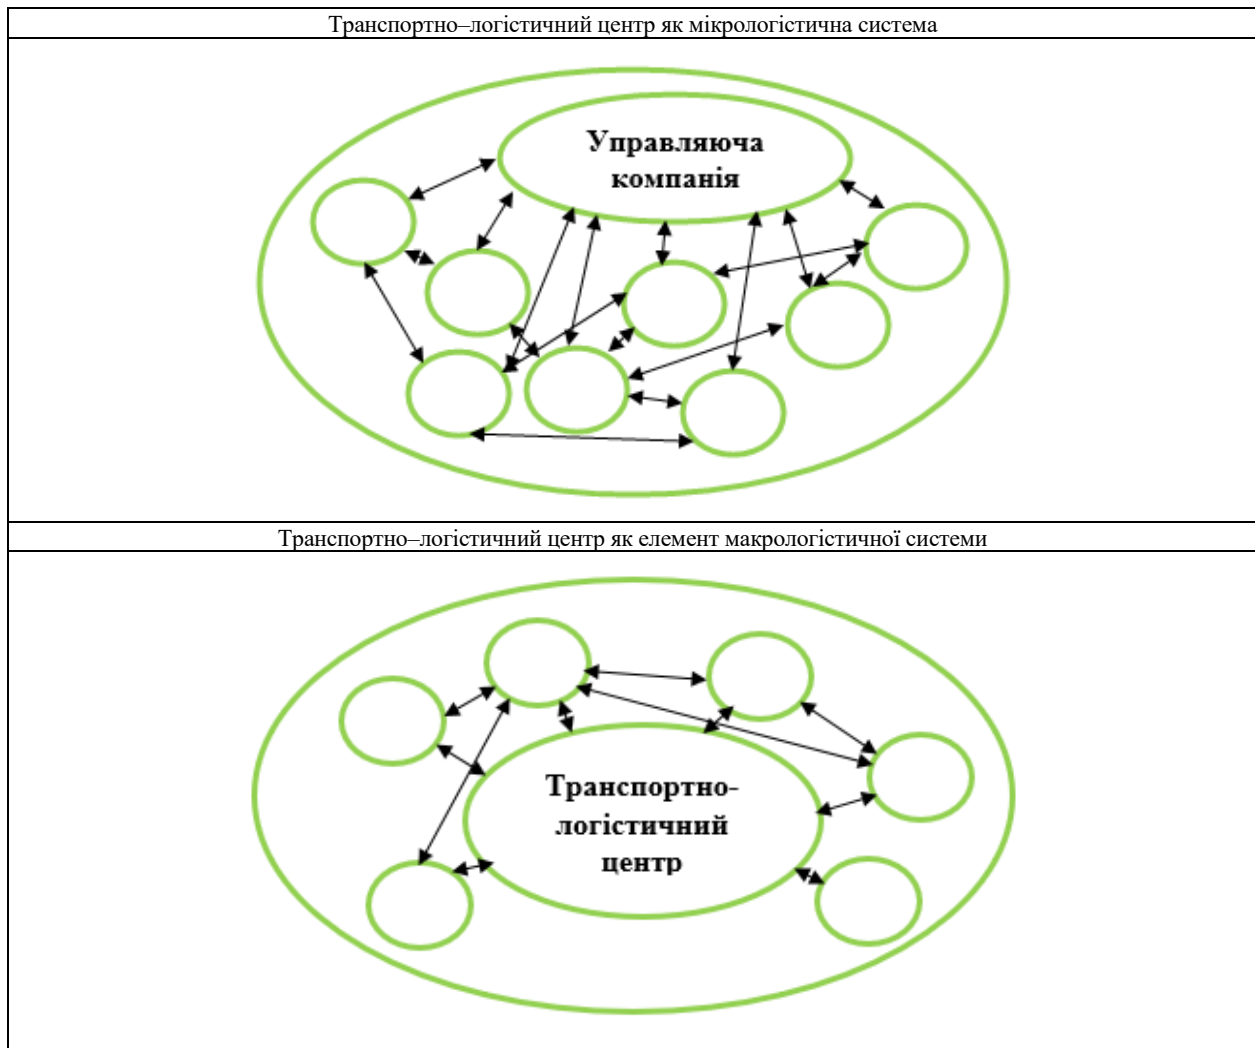 Транспортно–логістичний центр як мікрологістична система
Управляюча
компанія
Транспортно–логістичний центр як елемент макрологістичної системи
Транспортно-
логістичний
центр